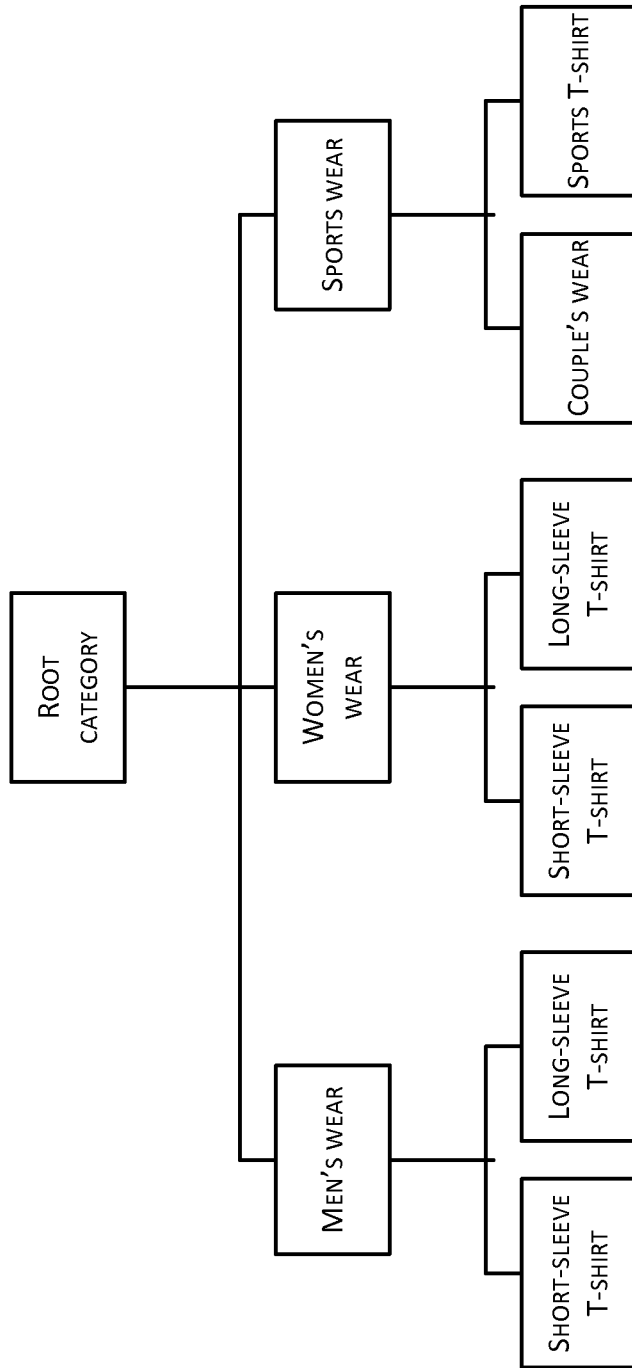 ROOT
CATEGORY
MEN'S WEAR
WOMEN'S
WEAR
SPORTS WEAR
SHORT-SLEEVE
T-SHIRT
LONG-SLEEVE
T-SHIRT
SHORT-SLEEVE
T-SHIRT
LONG-SLEEVE
T-SHIRT
COUPLE'S WEAR
SPORTS T-SHIRT